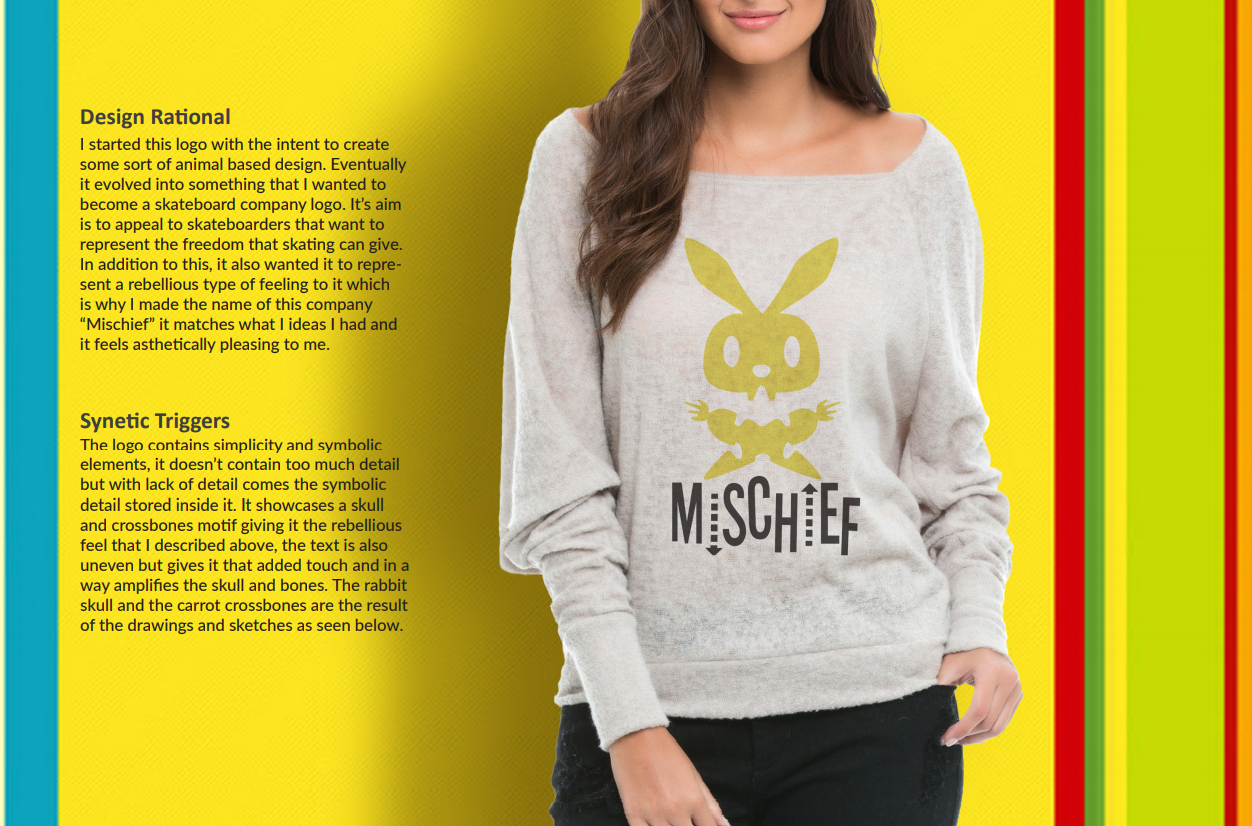 Design Rational
I started this logo with the intent to create
some sort of animal based design. Eventually
it evolved into something that I wanted to
become a skateboard company logo. It's aim
is to appeal to skateboarders that want to
represent the freedom that skating can give.
In addition to this, it also wanted it to repre-
sent a rebellious type of feeling to it which
is why I made the name of this company
“Mischief” it matches what I ideas I had and
it feels asthetically pleasing to me.
Synetic Triggers
The logo contains simplicity and symbolic
elements, it doesn't contain too much detail
but with lack of detail comes the symbolic
detail stored inside it. It showcases a skull
and crossbones motif giving it the rebellious
feel that I described above, the text is also
uneven but gives it that added touch and in a
way amplifies the skull and bones. The rabbit
skull and the carrot crossbones are the result
of the drawings and sketches as seen below.
MiSCHiEF